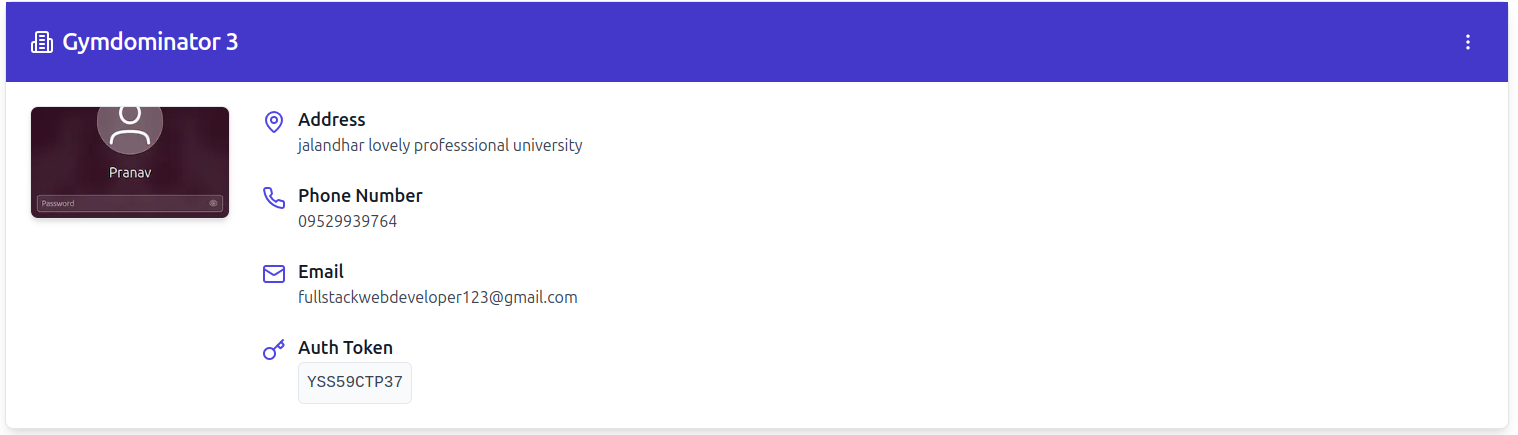 Gymdominator 3
Pranav
Password
Address
jalandhar lovely professsional university
Phone Number
09529939764
Email
fullstackwebdeveloper123@gmail.com
Auth Token
YSS59CTP37